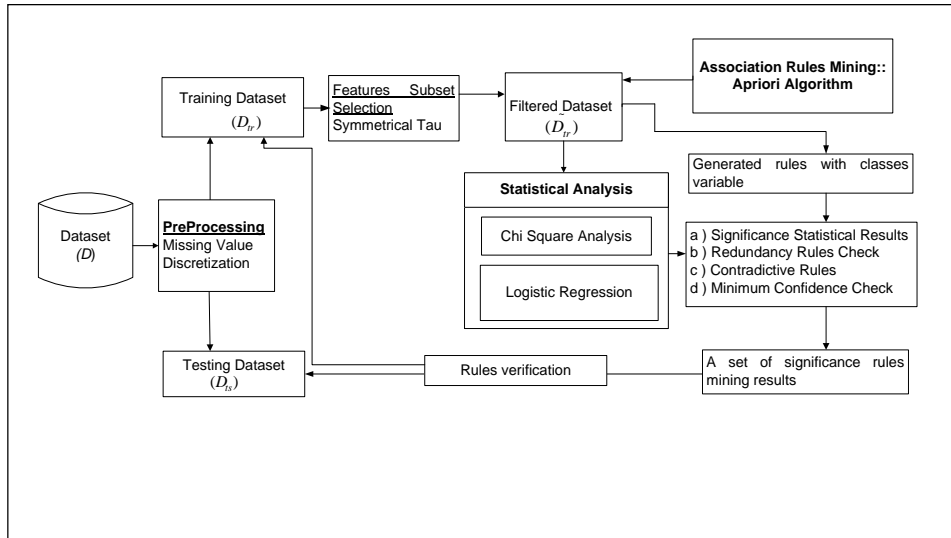 Association Rules Mining::
Apriori Algorithm
Training Dataset
(D_tr)
Features Subset
Selection
Symmetrical Tau
Filtered Dataset
(D̃_tr)
Generated rules with classes
variable
Statistical Analysis
Chi Square Analysis
Logistic Regression
Dataset
(D)
PreProcessing
Missing Value
Discretization
a ) Significance Statistical Results
b ) Redundancy Rules Check
c ) Contradictive Rules
d ) Minimum Confidence Check
Testing Dataset
(D_ts)
Rules verification
A set of significance rules
mining results